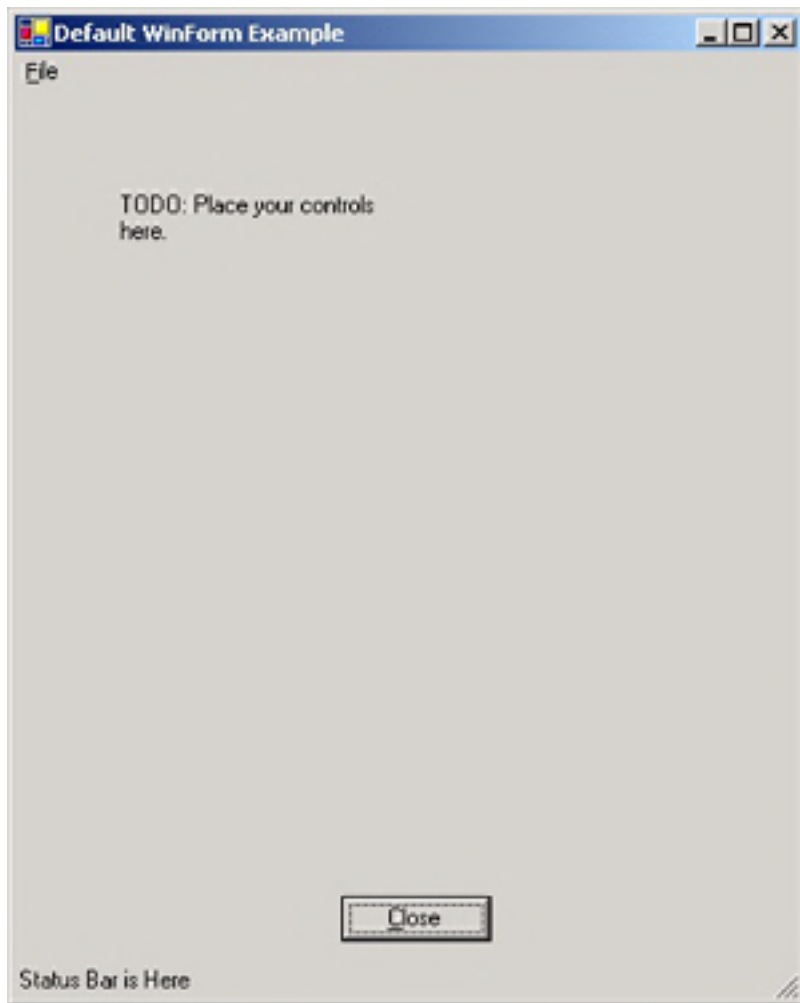 Default WinForm Example
File
TODO: Place your controls
here.
Close
Status Bar is Here